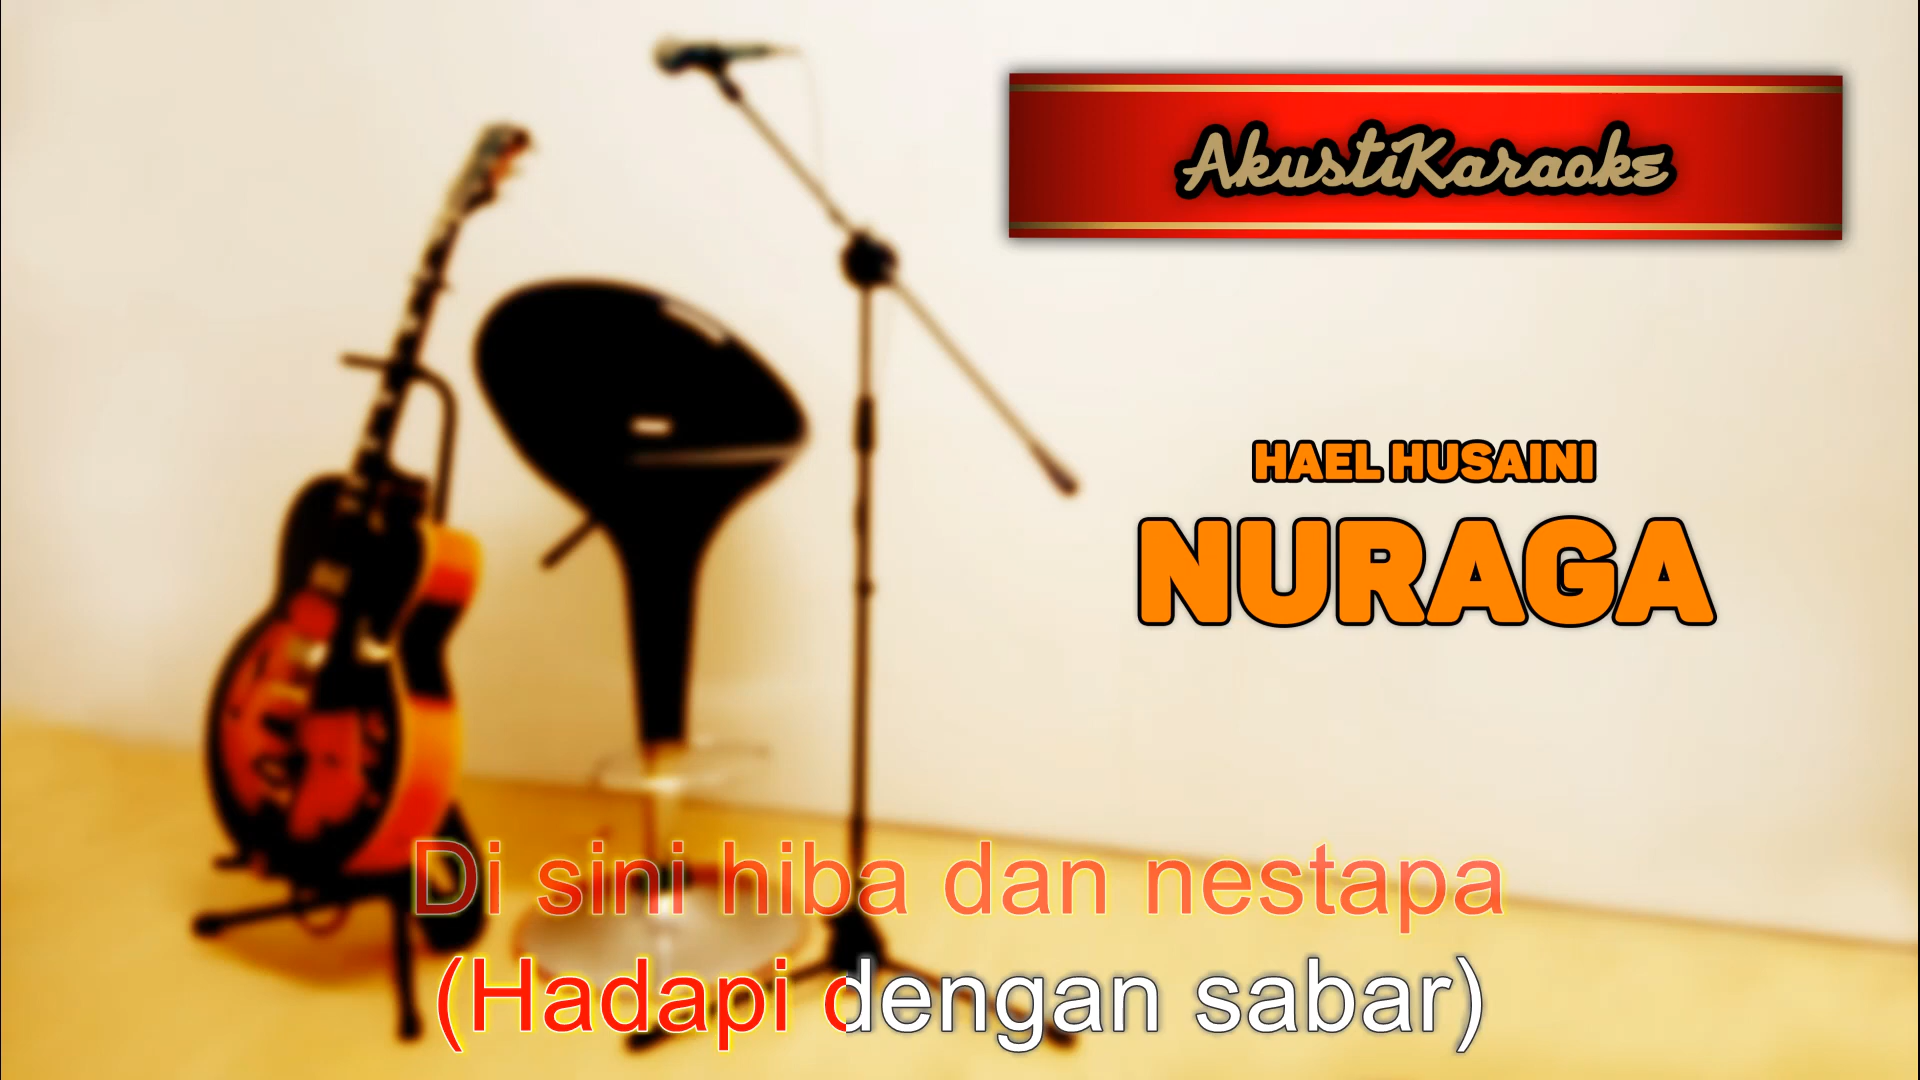 AkustiKaraoke
HAEL HUSAINI
NURAGA
Di sini hiba dan nestapa
(Hadapi dengan sabar)